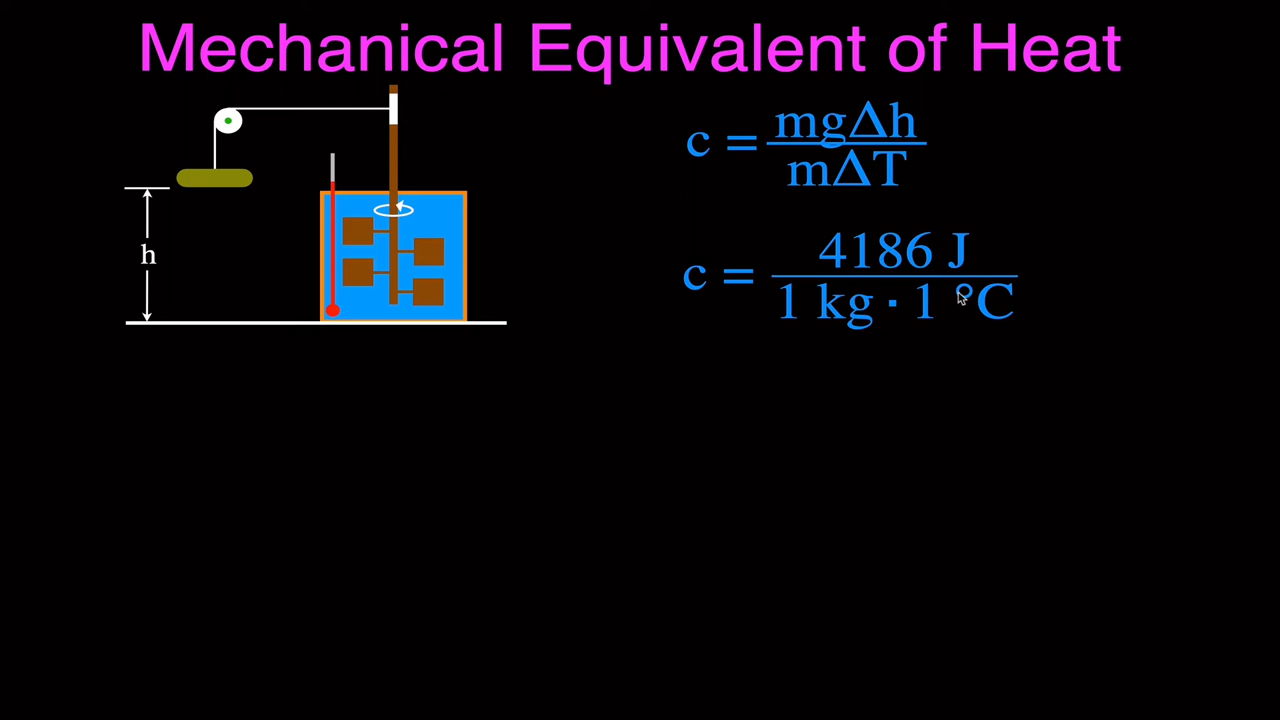 Mechanical Equivalent of Heat
h
c = mgΔh / mΔT
c = 4186 J / 1 kg · 1 °C